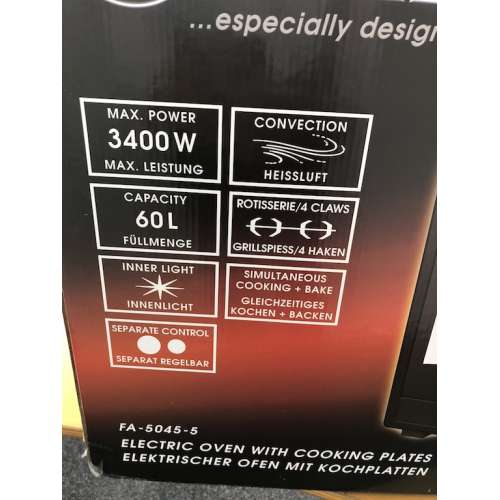 ...especially design
MAX. POWER
3400W
MAX. LEISTUNG
CONVECTION
HEISSLUFT
CAPACITY
60L
FÜLLMENGE
ROTISSERIE/4 CLAWS
GRILLSPIESS/4 HAKEN
INNER LIGHT
INNENLICHT
SIMULTANEOUS
COOKING + BAKE
GLEICHZEITIGES
KOCHEN + BACKEN
SEPARATE CONTROL
SEPARAT REGELBAR
FA-5045-5
ELECTRIC OVEN WITH COOKING PLATES
ELEKTRISCHER OFEN MIT KOCHPLATTEN